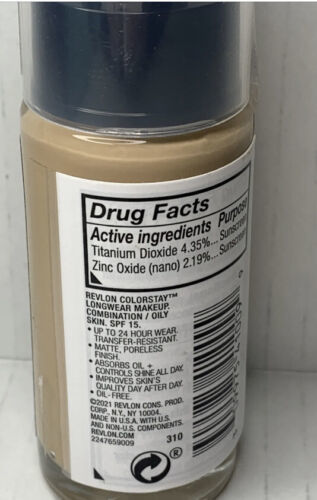 Drug Facts
Active ingredients Purpose
Titanium Dioxide 4.35%... Sunscreen
Zinc Oxide (nano) 2.19%... Sunscreen
REVLON COLORSTAY™
LONGWEAR MAKEUP.
COMBINATION / OILY
SKIN. SPF 15.
• UP TO 24 HOUR WEAR.
TRANSFER-RESISTANT.
• MATTE, PORELESS
FINISH.
• ABSORBS OIL +
CONTROLS SHINE ALL DAY.
• IMPROVES SKIN'S
QUALITY DAY AFTER DAY.
• OIL-FREE.
©2021 REVLON CONS. PROD.
CORP., N.Y., NY 10004.
MADE IN U.S.A. WITH U.S.
AND NON-U.S. COMPONENTS.
REVLON.COM
2247659009 310
®